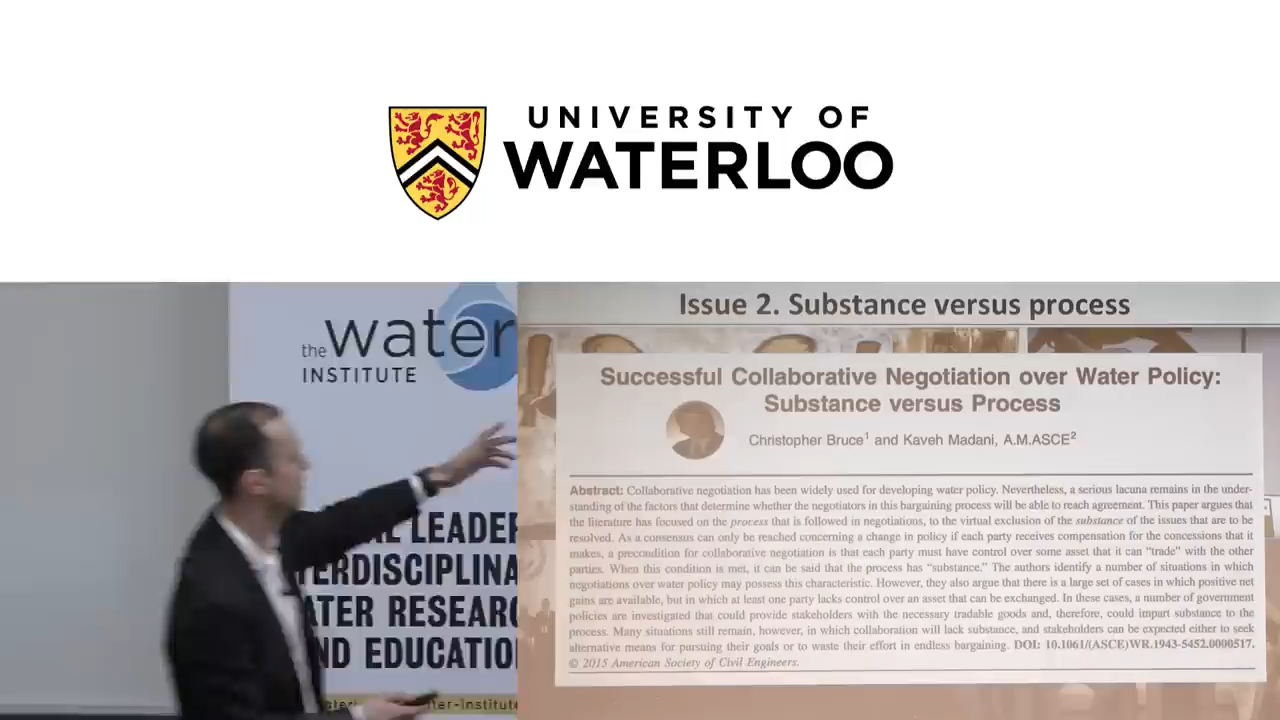 UNIVERSITY OF
WATERLOO
the water
INSTITUTE
LEADER
TERDISCIPLINA
ATER RESEARC
ND EDUCATIO
ter-institute
Issue 2. Substance versus process
Successful Collaborative Negotiation over Water Policy:
Substance versus Process
Christopher Bruce1 and Kaveh Madani, A.M.ASCE2
Abstract: Collaborative negotiation has been widely used for developing water policy. Nevertheless, a serious lacuna remains in the under-
standing of the factors that determine whether the negotiators in this bargaining process will be able to reach agreement. This paper argues that
the literature has focused on the process that is followed in negotiations, to the virtual exclusion of the substance of the issues that are to be
resolved. As a consensus can only be reached concerning a change in policy if each party receives compensation for the concessions that it
makes, a precondition for collaborative negotiation is that each party must have control over some asset that it can "trade" with the other
parties. When this condition is met, it can be said that the process has "substance." The authors identify a number of situations in which
negotiations over water policy may possess this characteristic. However, they also argue that there is a large set of cases in which positive net
gains are available, but in which at least one party lacks control over an asset that can be exchanged. In these cases, a number of government
policies are investigated that could provide stakeholders with the necessary tradable goods and, therefore, could impart substance to the
process. Many situations still remain, however, in which collaboration will lack substance, and stakeholders can be expected either to seek
alternative means for pursuing their goals or to waste their effort in endless bargaining. DOI: 10.1061/(ASCE)WR.1943-5452.0000517.
© 2015 American Society of Civil Engineers.